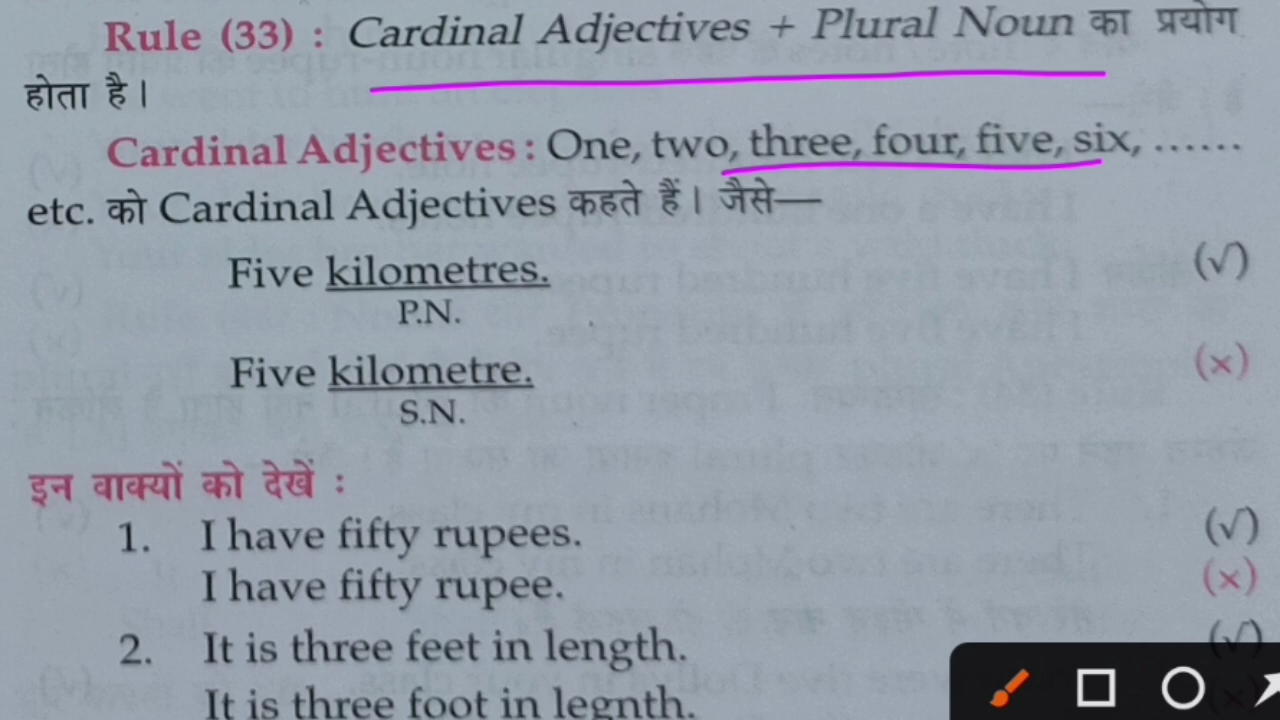 Rule (33) : Cardinal Adjectives + Plural Noun का प्रयोग
होता है।
Cardinal Adjectives : One, two, three, four, five, six, ......
etc. को Cardinal Adjectives कहते हैं। जैसे—
Five kilometres. (√)
P.N.
Five kilometre. (×)
S.N.
इन वाक्यों को देखें :
1. I have fifty rupees. (√)
I have fifty rupee. (×)
2. It is three feet in length. (√)
It is three foot in legnth. (×)